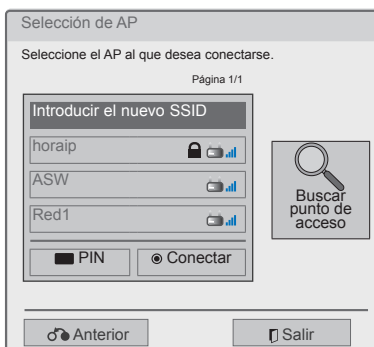 Selección de AP
Seleccione el AP al que desea conectarse.
Página 1/1
Introducir el nuevo SSID
horaip
ASW
Red1
PIN
Conectar
Buscar
punto de
acceso
Anterior
Salir